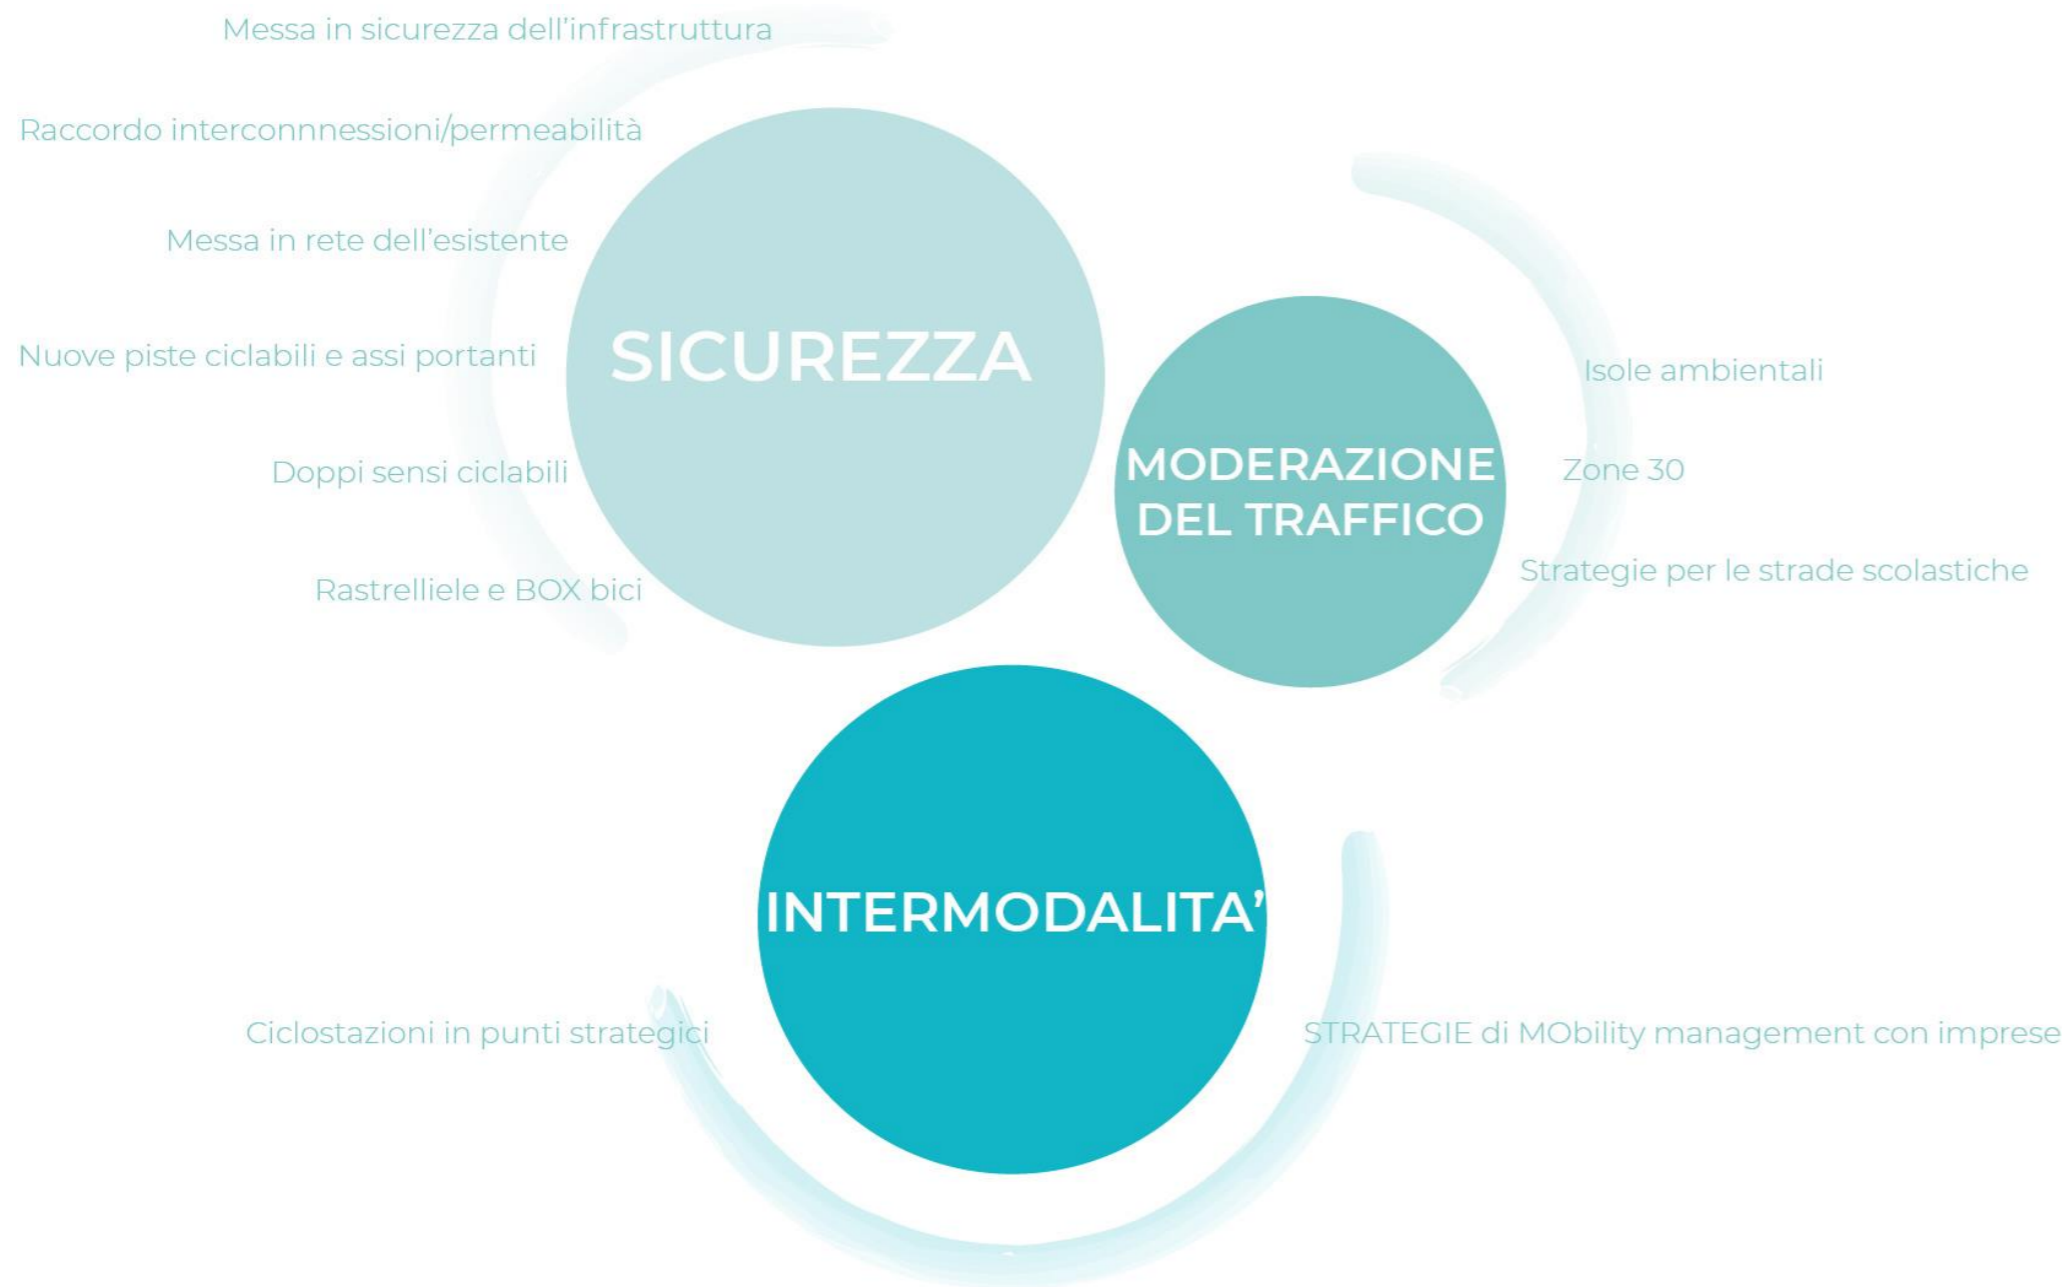 Messa in sicurezza dell'infrastruttura
Raccordo interconnnessioni/permeabilità
Messa in rete dell'esistente
Nuove piste ciclabili e assi portanti
Doppi sensi ciclabili
Rastrelliele e BOX bici
SICUREZZA
MODERAZIONE
DEL TRAFFICO
Isole ambientali
Zone 30
Strategie per le strade scolastiche
INTERMODALITA'
Ciclostazioni in punti strategici
STRATEGIE di MObility management con imprese